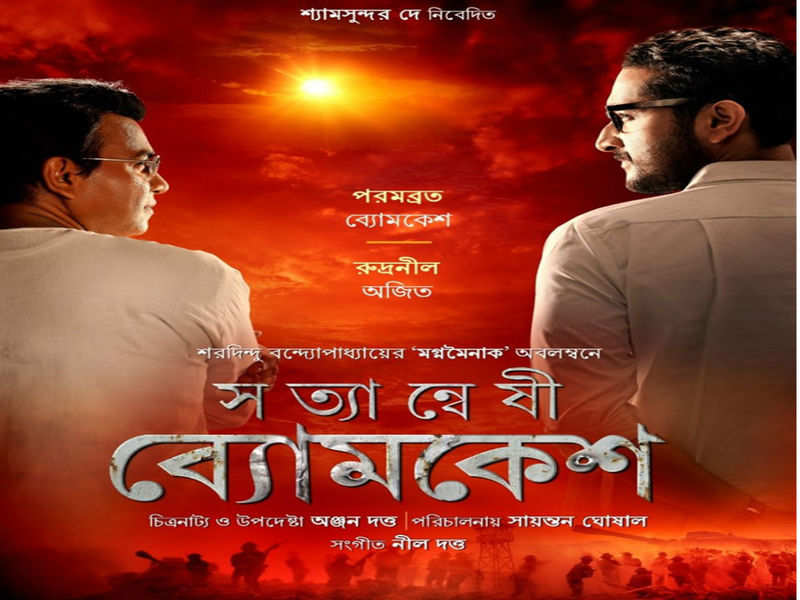 শ্যামসুন্দর দে নিবেদিত
পরমব্রত
ব্যোমকেশ
রুদ্রনীল
অজিত
শরদিন্দু বন্দ্যোপাধ্যায়ের ‘মগ্নমৈনাক’ অবলম্বনে
সত্যান্বেষী
ব্যোমকেশ
চিত্রনাট্য ও উপদেষ্টা অঞ্জন দত্ত | পরিচালনায় সায়ন্তন ঘোষাল
সংগীত নীল দত্ত